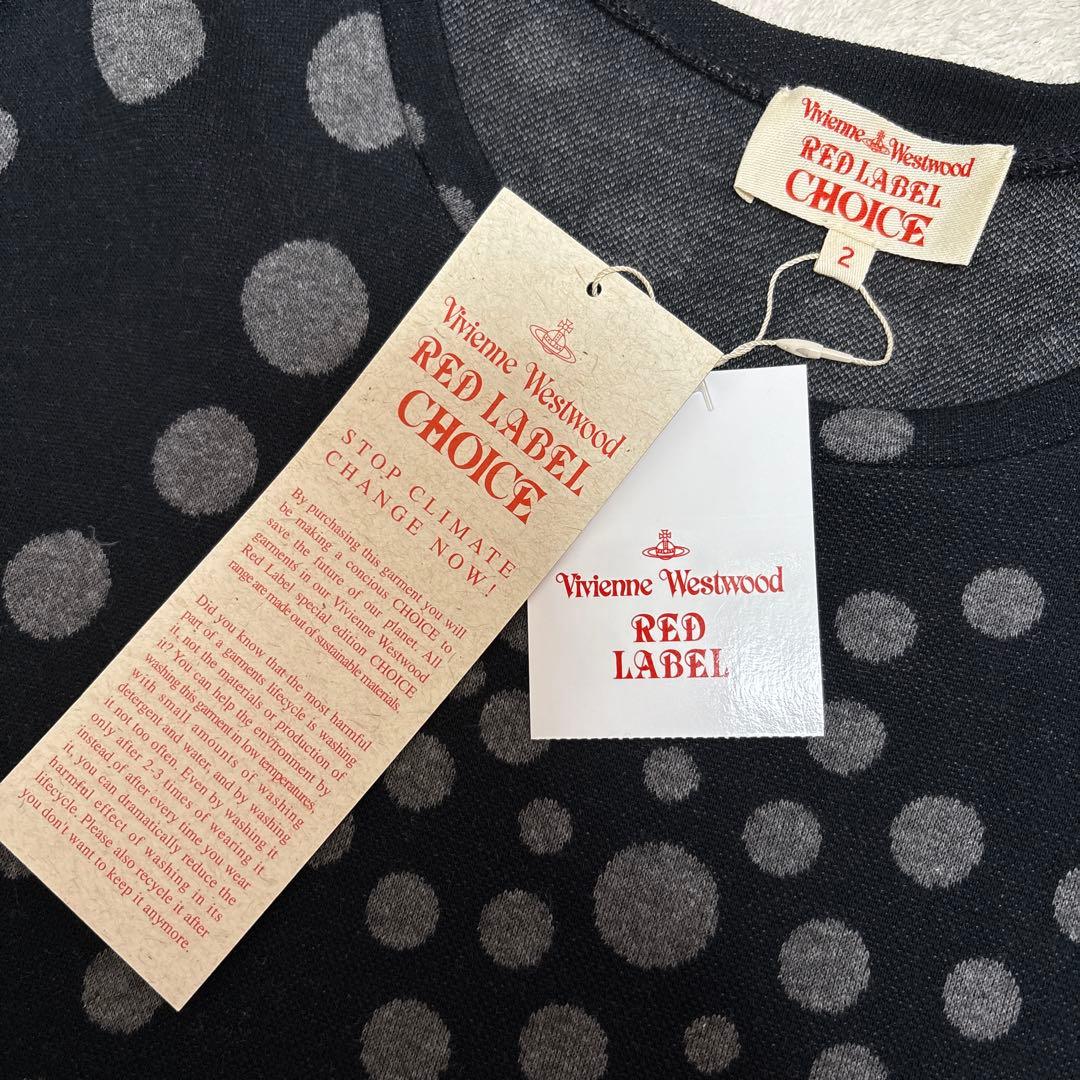 Vivienne Westwood
RED LABEL
CHOICE
2
Vivienne Westwood
RED LABEL
CHOICE
STOP CLIMATE
CHANGE NOW!
By purchasing this garment you will
be making a concious CHOICE to
save the future of our planet. All
garments in our Vivienne Westwood
Red Label special edition CHOICE
range are made out of sustainable materials.
Did you know that the most harmful
part of a garments lifecycle is washing
it, not the materials or production of
it? You can help the environment by
washing this garment in low temperatures,
with small amounts of washing
detergent and water, and by washing
it not too often. Even by washing it
only after 2-3 times of wearing it
instead of after every time you wear
it, you can dramatically reduce the
harmful effect of washing in its
lifecycle. Please also recycle it after
you don't want to keep it anymore.
Vivienne Westwood
RED
LABEL